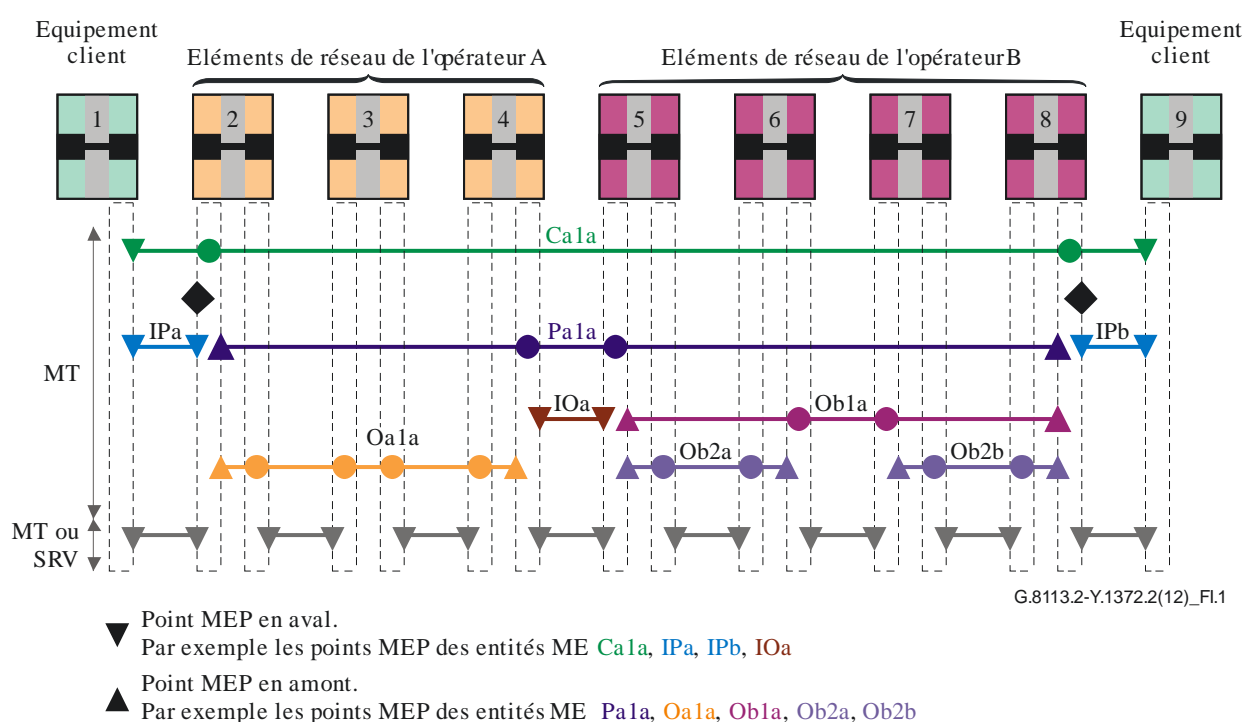 Equipement
client
Eléments de réseau de l'opérateur A
Eléments de réseau de l'opérateur B
Equipement
client
1
2
3
4
5
6
7
8
9
Ca1a
IPa
Pa1a
IPb
MT
IOa
Ob1a
Oa1a
Ob2a
Ob2b
MT ou
SRV
G.8113.2-Y.1372.2(12)_FI.1
Point MEP en aval.
Par exemple les points MEP des entités ME Ca1a, IPa, IPb, IOa
Point MEP en amont.
Par exemple les points MEP des entités ME Pa1a, Oa1a, Ob1a, Ob2a, Ob2b